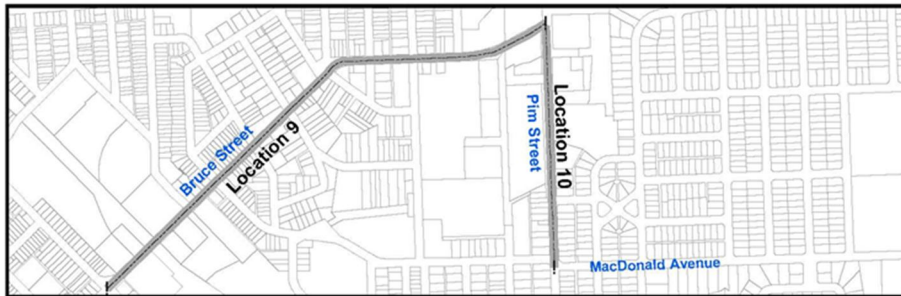 Bruce Street
Location 9
Pim Street
Location 10
MacDonald Avenue